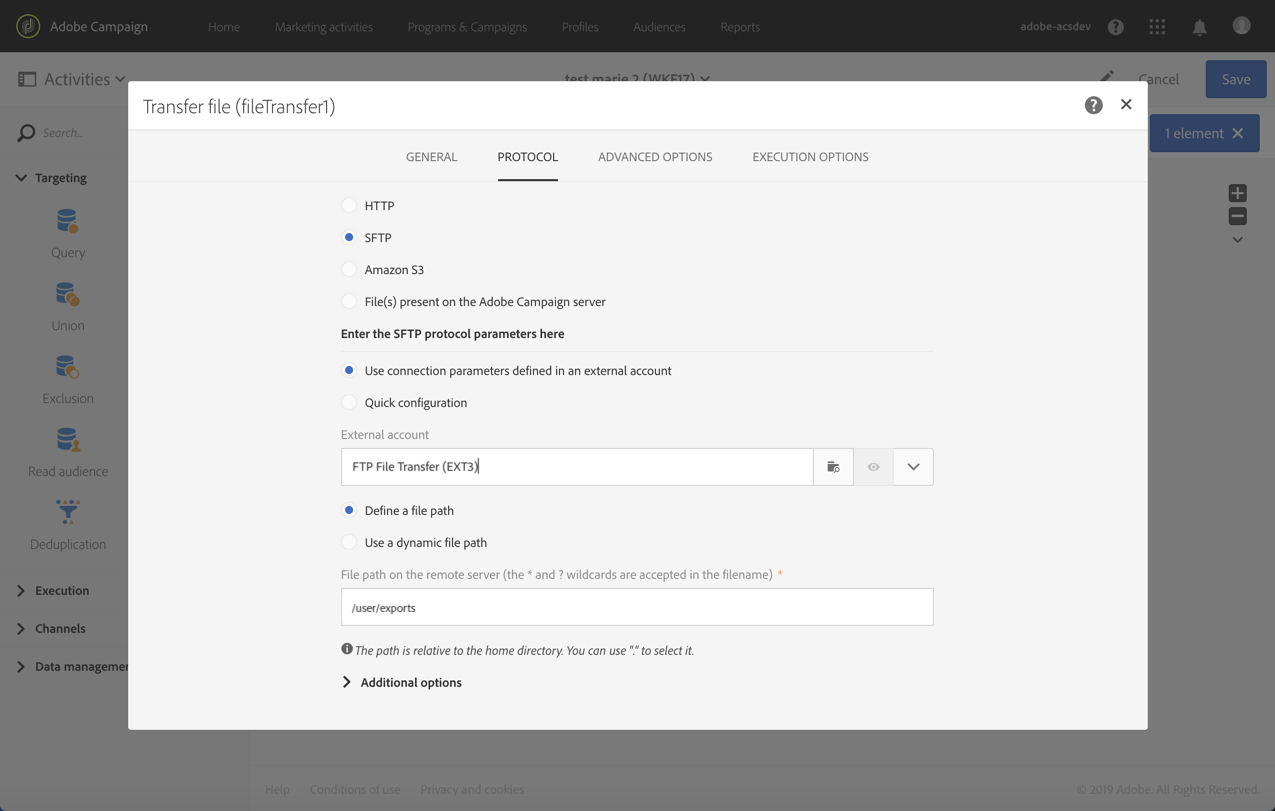 Adobe Campaign Home Marketing activities Programs & Campaigns Profiles Audiences Reports adobe-acsdev
Activities test marie 2 (WKF17) Cancel Save
Transfer file (fileTransfer1)
Search...
1 element
GENERAL PROTOCOL ADVANCED OPTIONS EXECUTION OPTIONS
Targeting
Query
Union
Exclusion
Read audience
Deduplication
Execution
Channels
Data managemen
HTTP
SFTP
Amazon S3
File(s) present on the Adobe Campaign server
Enter the SFTP protocol parameters here
Use connection parameters defined in an external account
Quick configuration
External account
FTP File Transfer (EXT3)
Define a file path
Use a dynamic file path
File path on the remote server (the * and ? wildcards are accepted in the filename) *
/user/exports
The path is relative to the home directory. You can use "." to select it.
Additional options
Help Conditions of use Privacy and cookies © 2019 Adobe. All Rights Reserved.